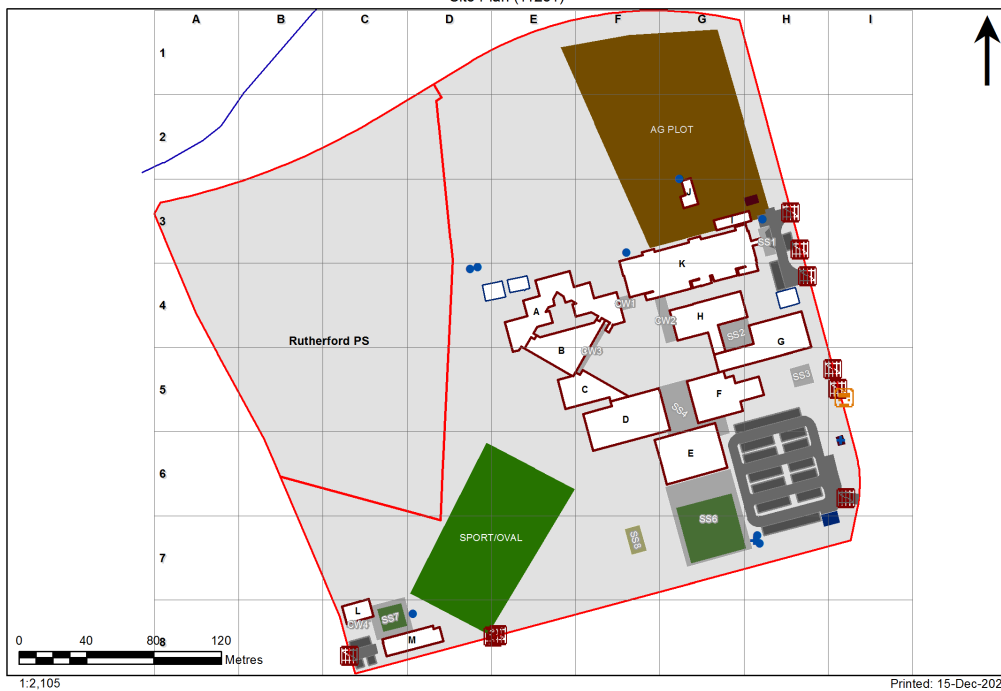 A B C D E F G H I
1
AG PLOT
2
J
3
I
SS1
K
4
A
CW1
CW2
H
SS2
G
Rutherford PS
B
CW3
5
C
SS3
F
SS4
D
6
E
SS6
SPORT/OVAL
SS8
7
L
SS7
CW4
M
8
0 40 80 120
Metres
1:2,105
Printed: 15-Dec-202